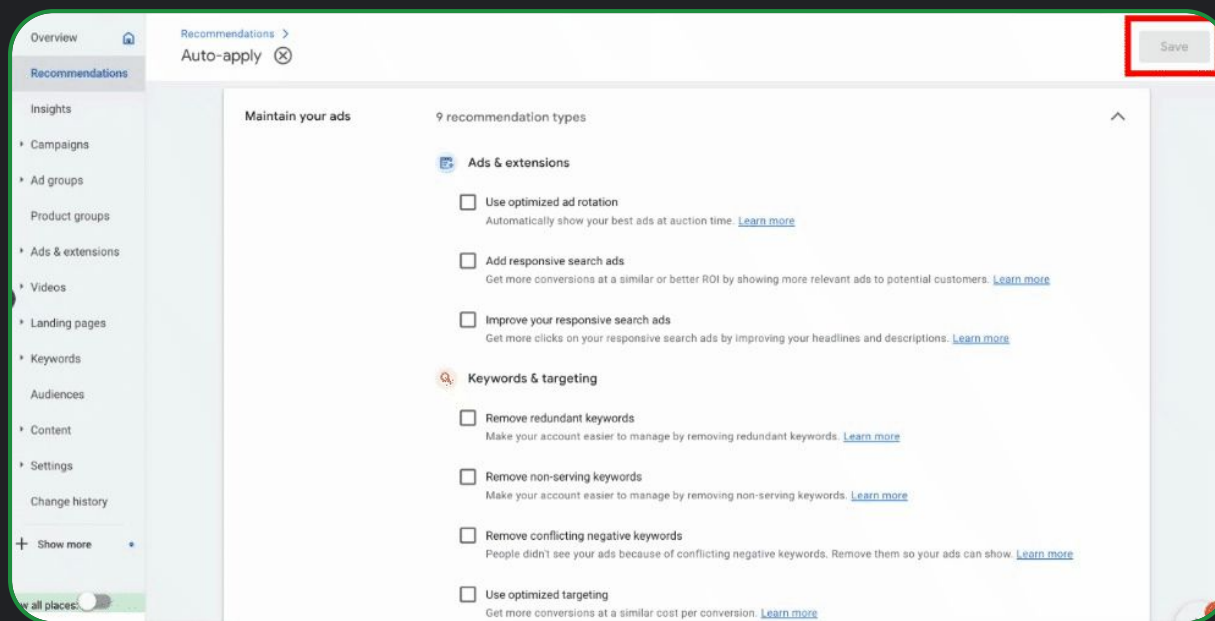 Overview
Recommendations
Insights
Campaigns
Ad groups
Product groups
Ads & extensions
Videos
Landing pages
Keywords
Audiences
Content
Settings
Change history
Show more
all places:
Recommendations
Auto-apply
Save
Maintain your ads
9 recommendation types
Ads & extensions
Use optimized ad rotation
Automatically show your best ads at auction time. Learn more
Add responsive search ads
Get more conversions at a similar or better ROI by showing more relevant ads to potential customers. Learn more
Improve your responsive search ads
Get more clicks on your responsive search ads by improving your headlines and descriptions. Learn more
Keywords & targeting
Remove redundant keywords
Make your account easier to manage by removing redundant keywords. Learn more
Remove non-serving keywords
Make your account easier to manage by removing non-serving keywords. Learn more
Remove conflicting negative keywords
People didn't see your ads because of conflicting negative keywords. Remove them so your ads can show. Learn more
Use optimized targeting
Get more conversions at a similar cost per conversion. Learn more